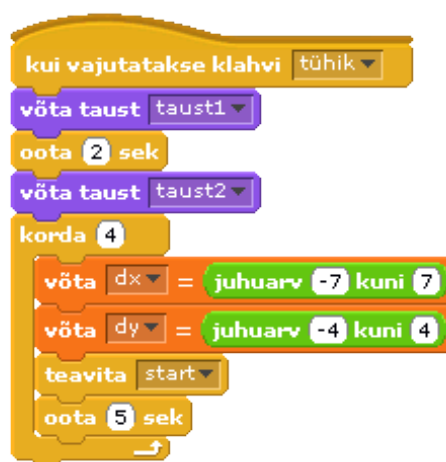 kui vajutatakse klahvi tühik
võta taust taust1
oota 2 sek
võta taust taust2
korda 4
võta dx = juhuarv -7 kuni 7
võta dy = juhuarv -4 kuni 4
teavita start
oota 5 sek